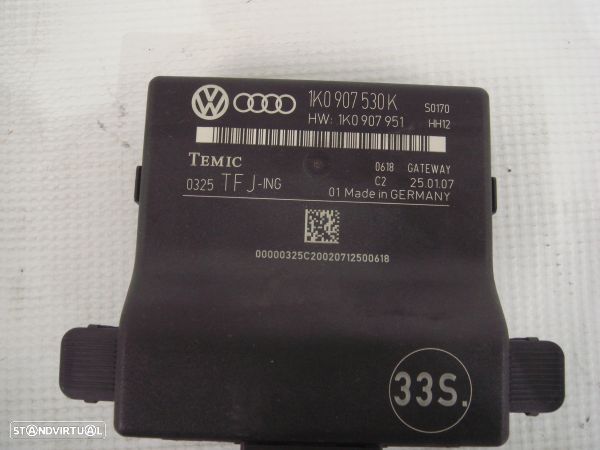 1K0 907 530 K S0170
HW: 1K0 907 951 HH12
TEMIC 0618 GATEWAY
C2 25.01.07
0325 TFJ-ING 01 Made in GERMANY
00000325C20020712500618
33S.
STANDVIRTUAL